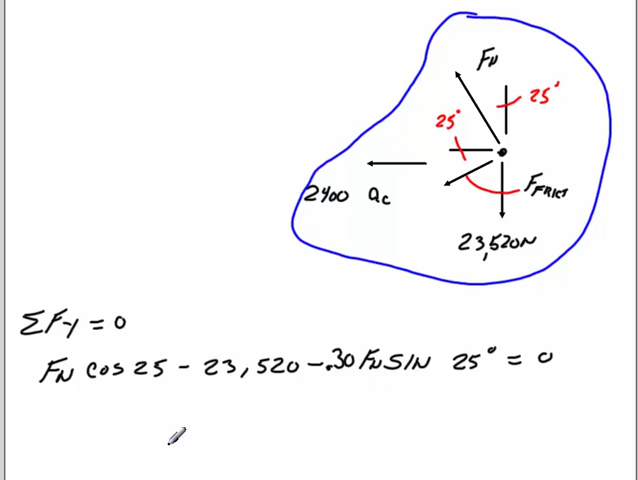 FN
25°
25°
FFRICT
2400 ac
23,520N
ΣFy = 0
FN cos 25 - 23,520 - .30 FN SIN 25° = 0